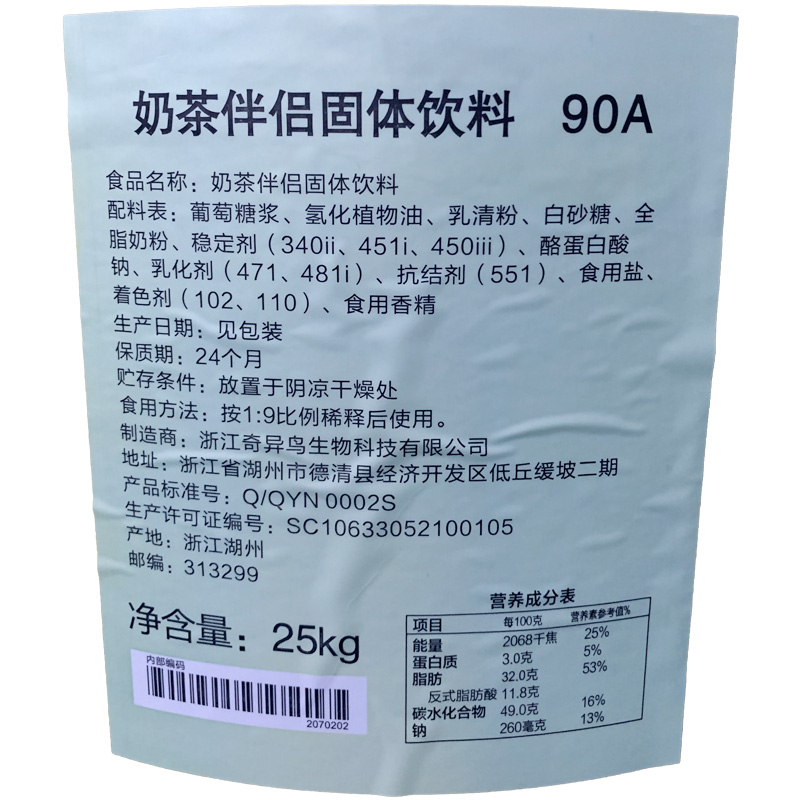 奶茶伴侣固体饮料 90A
食品名称：奶茶伴侣固体饮料
配料表：葡萄糖浆、氢化植物油、乳清粉、白砂糖、全
脂奶粉、稳定剂（340ii、451i、450iii）、酪蛋白酸
钠、乳化剂（471、481i）、抗结剂（551）、食用盐、
着色剂（102、110）、食用香精
生产日期：见包装
保质期：24个月
贮存条件：放置于阴凉干燥处
食用方法：按1:9比例稀释后使用。
制造商：浙江奇异鸟生物科技有限公司
地址：浙江省湖州市德清县经济开发区低丘缓坡二期
产品标准号：Q/QYN 0002S
生产许可证编号：SC10633052100105
产地：浙江湖州
邮编：313299
净含量：25kg
内部编码
2070202
营养成分表
项目 每100克 营养素参考值%
能量 2068千焦 25%
蛋白质 3.0克 5%
脂肪 32.0克 53%
反式脂肪酸 11.8克
碳水化合物 49.0克 16%
钠 260毫克 13%